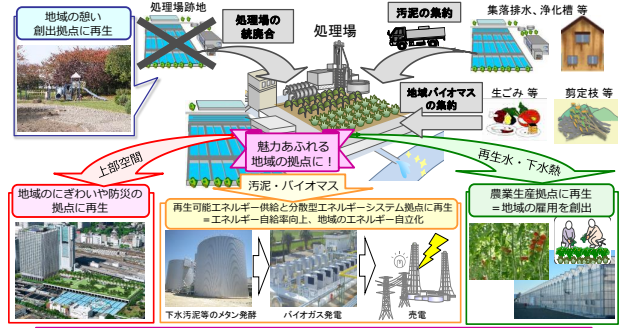 地域の憩い
創出拠点に再生
処理場跡地
処理場の
統廃合
処理場
汚泥の集約
集落排水、浄化槽 等
地域バイオマス
の集約
生ごみ 等
剪定枝 等
魅力あふれる
地域の拠点に！
上部空間
汚泥・バイオマス
再生水・下水熱
地域のにぎわいや防災の
拠点に再生
再生可能エネルギー供給と分散型エネルギーシステム拠点に再生
＝エネルギー自給率向上、地域のエネルギー自立化
下水汚泥等のメタン発酵
バイオガス発電
売電
農業生産拠点に再生
＝地域の雇用を創出